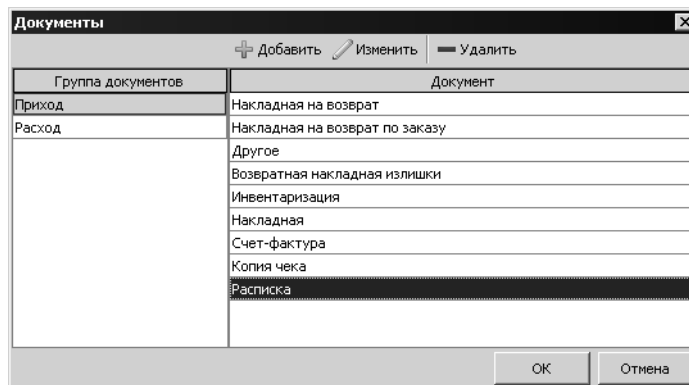 Документы
Добавить Изменить Удалить
Группа документов Документ
Приход Накладная на возврат
Расход Накладная на возврат по заказу
Другое
Возвратная накладная излишки
Инвентаризация
Накладная
Счет-фактура
Копия чека
Расписка
ОК Отмена